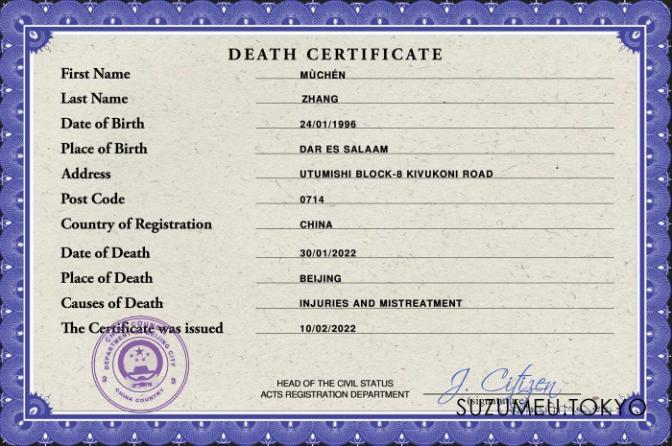 DEATH CERTIFICATE
First Name MÙCHÉN
Last Name ZHANG
Date of Birth 24/01/1996
Place of Birth DAR ES SALAAM
Address UTUMISHI BLOCK-8 KIVUKONI ROAD
Post Code 0714
Country of Registration CHINA
Date of Death 30/01/2022
Place of Death BEIJING
Causes of Death INJURIES AND MISTREATMENT
The Certificate was issued 10/02/2022
CHINA COUNTRY
3 3
HEAD OF THE CIVIL STATUS
ACTS REGISTRATION DEPARTMENT
J. Citizen
(signature)
SUZUMEU.TOKYO